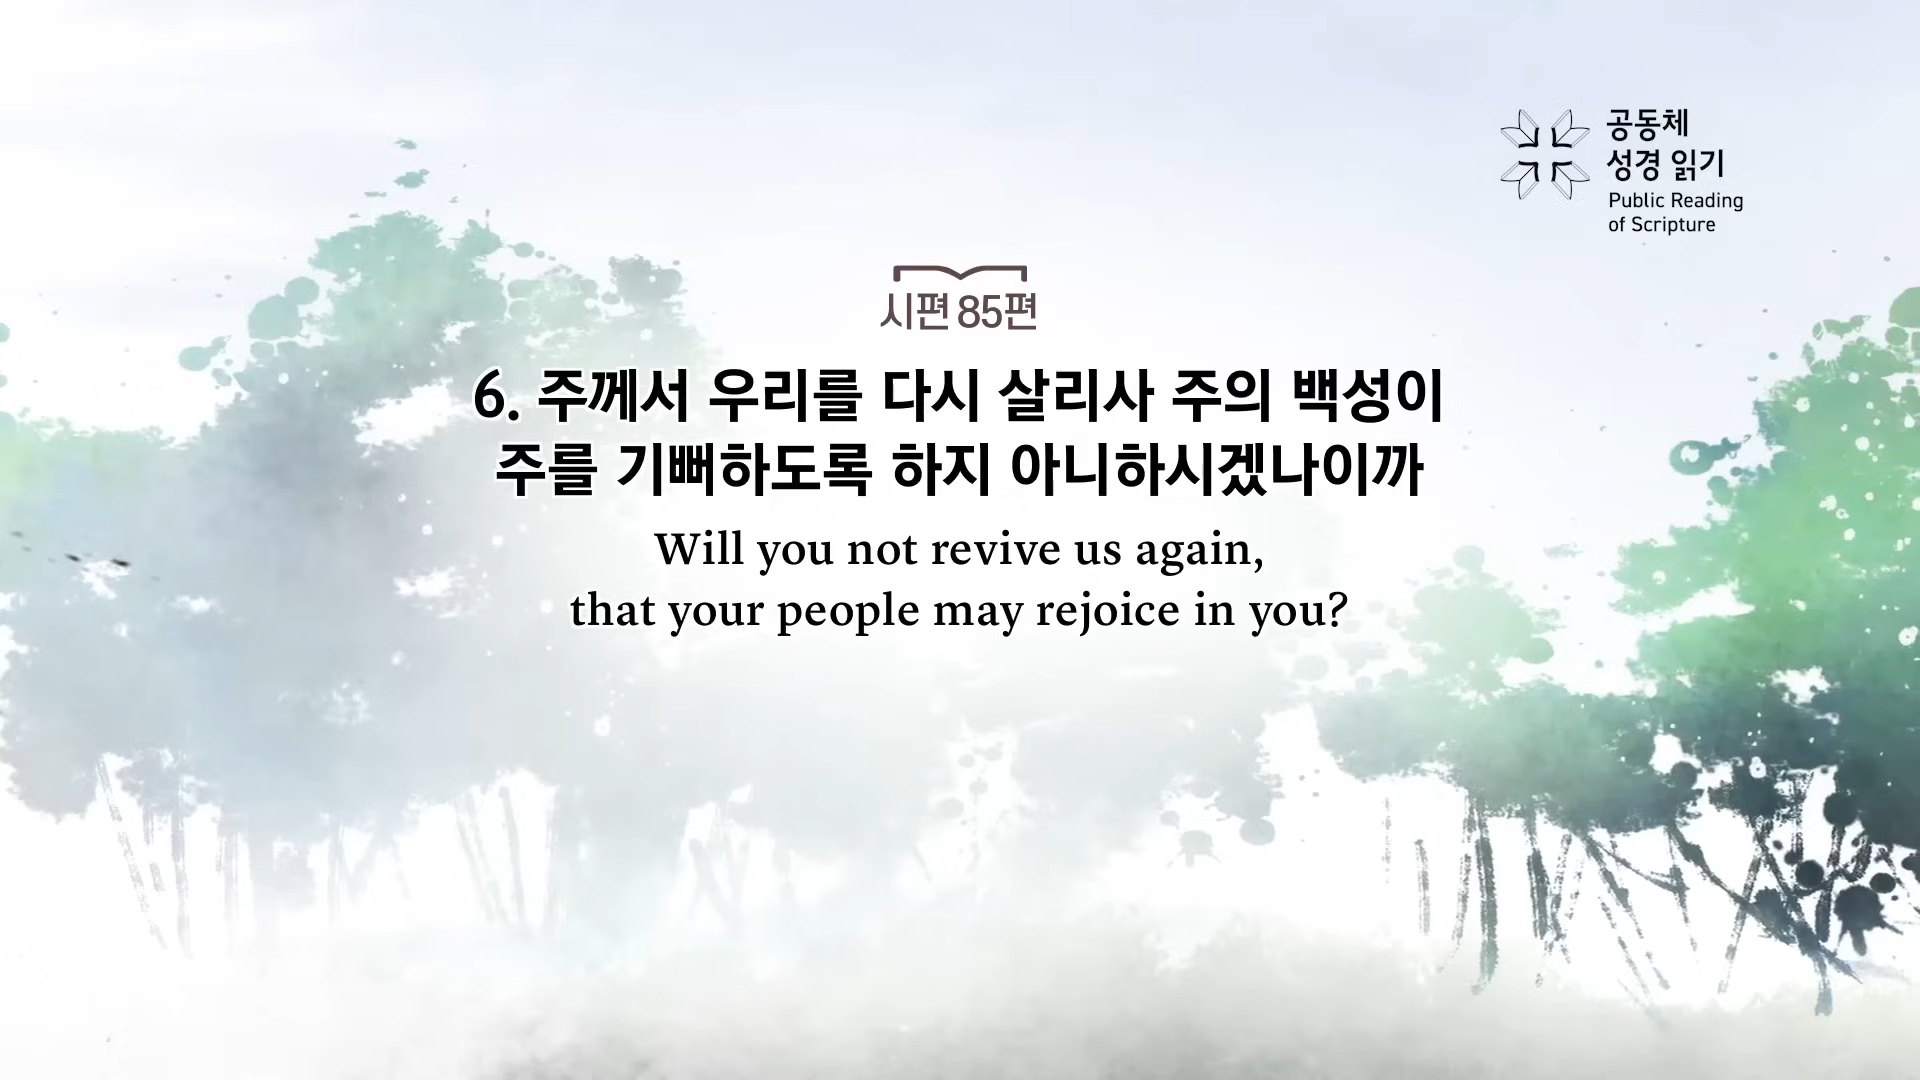 공동체
성경 읽기
Public Reading
of Scripture
시편 85편
6. 주께서 우리를 다시 살리사 주의 백성이
주를 기뻐하도록 하지 아니하시겠나이까
Will you not revive us again,
that your people may rejoice in you?